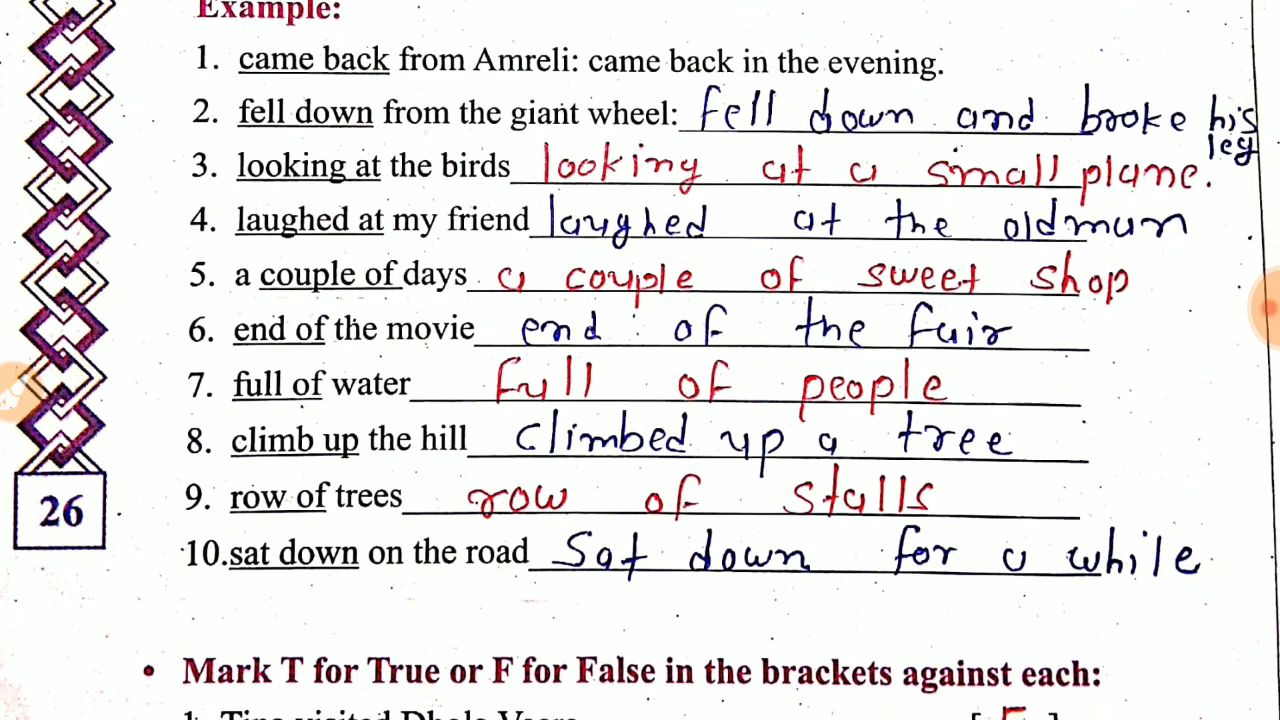 Example:
1. came back from Amreli: came back in the evening.
2. fell down from the giant wheel: fell down and broke his leg
3. looking at the birds looking at a small plane.
4. laughed at my friend laughed at the oldman
5. a couple of days a couple of sweet shop
6. end of the movie end of the fair
7. full of water full of people
8. climb up the hill climbed up a tree
9. row of trees row of stalls
10.sat down on the road Sat down for a while
26
• Mark T for True or F for False in the brackets against each: